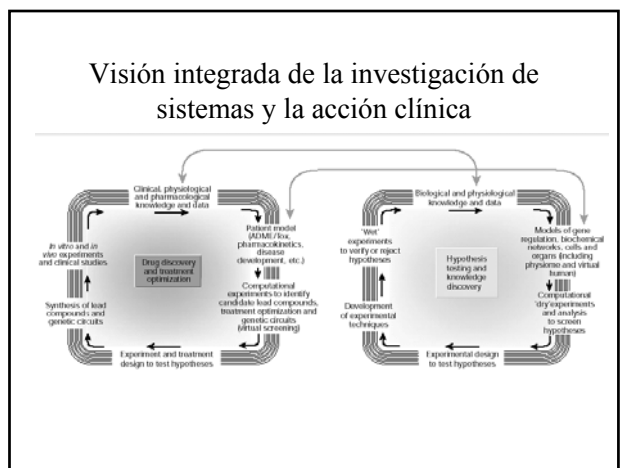 Visión integrada de la investigación de
sistemas y la acción clínica
Clinical, physiological
and pharmacological
knowledge and data
Patient model
(ADME/Tox,
pharmacokinetics,
disease
development, etc.)
Computational
experiments to identify
candidate lead compounds,
treatment optimization and
genetic circuits
(virtual screening)
Experiment and treatment
design to test hypotheses
Synthesis of lead
compounds and
genetic circuits
In vitro and in
vivo experiments
and clinical studies
Drug discovery
and treatment
optimization
Biological and physiological
knowledge and data
Models of gene
regulation, biochemical
networks, cells and
organs (including
physiome and virtual
human)
Computational
'dry' experiments
and analysis
to screen
hypotheses
Experimental design
to test hypotheses
Development
of experimental
techniques
'Wet'
experiments
to verify or reject
hypotheses
Hypothesis
testing and
knowledge
discovery